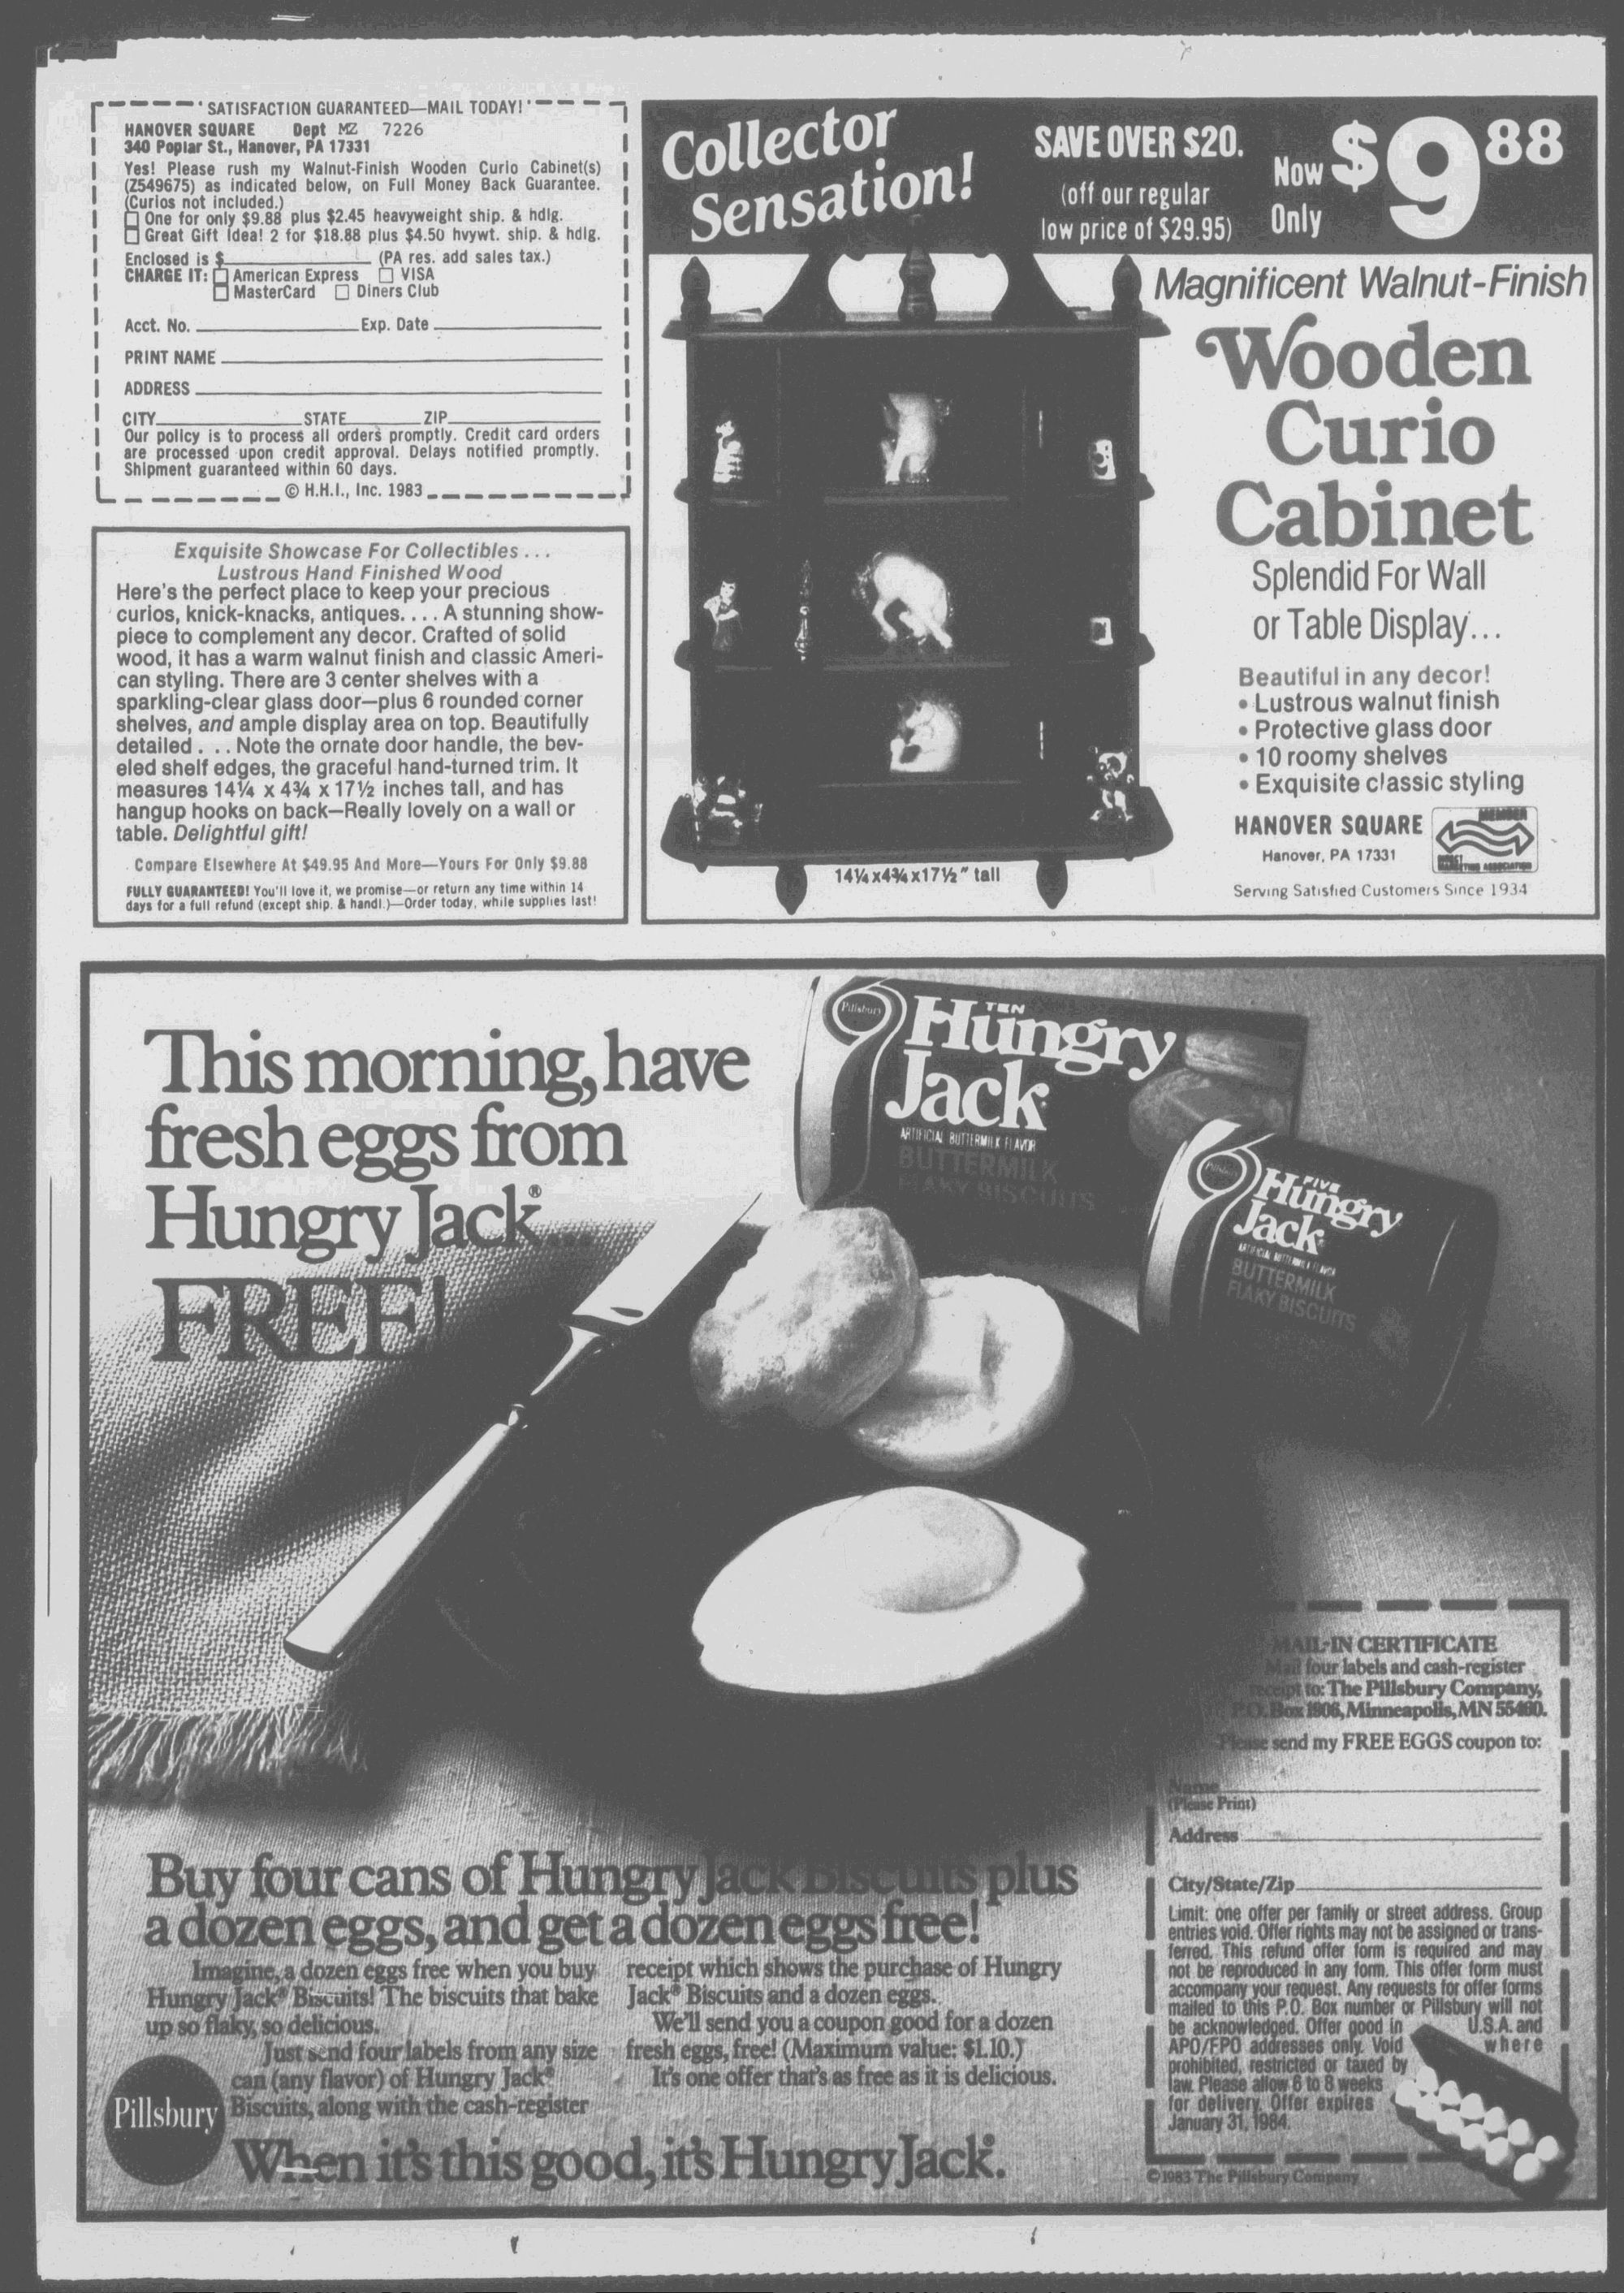 SATISFACTION GUARANTEED—MAIL TODAY!
HANOVER SQUARE Dept MZ 7226
340 Poplar St., Hanover, PA 17331
Yes! Please rush my Walnut-Finish Wooden Curio Cabinet(s)
(Z549675) as indicated below, on Full Money Back Guarantee.
(Curios not included.)
☐ One for only $9.88 plus $2.45 heavyweight ship. & hdlg.
☐ Great Gift Idea! 2 for $18.88 plus $4.50 hvywt. ship. & hdlg.
Enclosed is $__________ (PA res. add sales tax.)
CHARGE IT: ☐ American Express ☐ VISA
☐ MasterCard ☐ Diners Club
Acct. No. __________ Exp. Date __________
PRINT NAME __________
ADDRESS __________
CITY__________ STATE__________ ZIP__________
Our policy is to process all orders promptly. Credit card orders
are processed upon credit approval. Delays notified promptly.
Shipment guaranteed within 60 days.
© H.H.I., Inc. 1983
Exquisite Showcase For Collectibles . . .
Lustrous Hand Finished Wood
Here's the perfect place to keep your precious
curios, knick-knacks, antiques. . . . A stunning show-
piece to complement any decor. Crafted of solid
wood, it has a warm walnut finish and classic Ameri-
can styling. There are 3 center shelves with a
sparkling-clear glass door—plus 6 rounded corner
shelves, and ample display area on top. Beautifully
detailed . . . Note the ornate door handle, the bev-
eled shelf edges, the graceful hand-turned trim. It
measures 14¼ x 4¾ x 17½ inches tall, and has
hangup hooks on back—Really lovely on a wall or
table. Delightful gift!
Compare Elsewhere At $49.95 And More—Yours For Only $9.88
FULLY GUARANTEED! You'll love it, we promise—or return any time within 14
days for a full refund (except ship. & handl.)—Order today, while supplies last!
Collector
Sensation!
SAVE OVER $20.
(off our regular
low price of $29.95)
Now
Only
$9 88
Magnificent Walnut-Finish
Wooden
Curio
Cabinet
Splendid For Wall
or Table Display...
Beautiful in any decor!
• Lustrous walnut finish
• Protective glass door
• 10 roomy shelves
• Exquisite classic styling
HANOVER SQUARE
Hanover, PA 17331
MEMBER
DIRECT
MARKETING ASSOCIATION
Serving Satisfied Customers Since 1934
14¼x4¾x17½" tall
This morning, have
fresh eggs from
Hungry Jack®...
FREE!
Pillsbury
TEN
Hungry
Jack
ARTIFICIAL BUTTERMILK FLAVOR
BUTTERMILK
FLAKY BISCUITS
Pillsbury
FIVE
Hungry
Jack
ARTIFICIAL BUTTERMILK FLAVOR
BUTTERMILK
FLAKY BISCUITS
Buy four cans of Hungry Jack Biscuits plus
a dozen eggs, and get a dozen eggs free!
Imagine, a dozen eggs free when you buy
Hungry Jack® Biscuits! The biscuits that bake
up so flaky, so delicious.
Just send four labels from any size
can (any flavor) of Hungry Jack®
Biscuits, along with the cash-register
receipt which shows the purchase of Hungry
Jack® Biscuits and a dozen eggs.
We'll send you a coupon good for a dozen
fresh eggs, free! (Maximum value: $1.10.)
It's one offer that's as free as it is delicious.
Pillsbury
When it's this good, it's Hungry Jack.
MAIL-IN CERTIFICATE
Mail four labels and cash-register
receipt to: The Pillsbury Company,
P.O. Box 1906, Minneapolis, MN 55460.
Please send my FREE EGGS coupon to:
Name__________
(Please Print)
Address__________
City/State/Zip__________
Limit: one offer per family or street address. Group
entries void. Offer rights may not be assigned or trans-
ferred. This refund offer form is required and may
not be reproduced in any form. This offer form must
accompany your request. Any requests for offer forms
mailed to this P.O. Box number or Pillsbury will not
be acknowledged. Offer good in U.S.A. and
APO/FPO addresses only. Void where
prohibited, restricted or taxed by
law. Please allow 6 to 8 weeks
for delivery. Offer expires
January 31, 1984.
© 1983 The Pillsbury Company